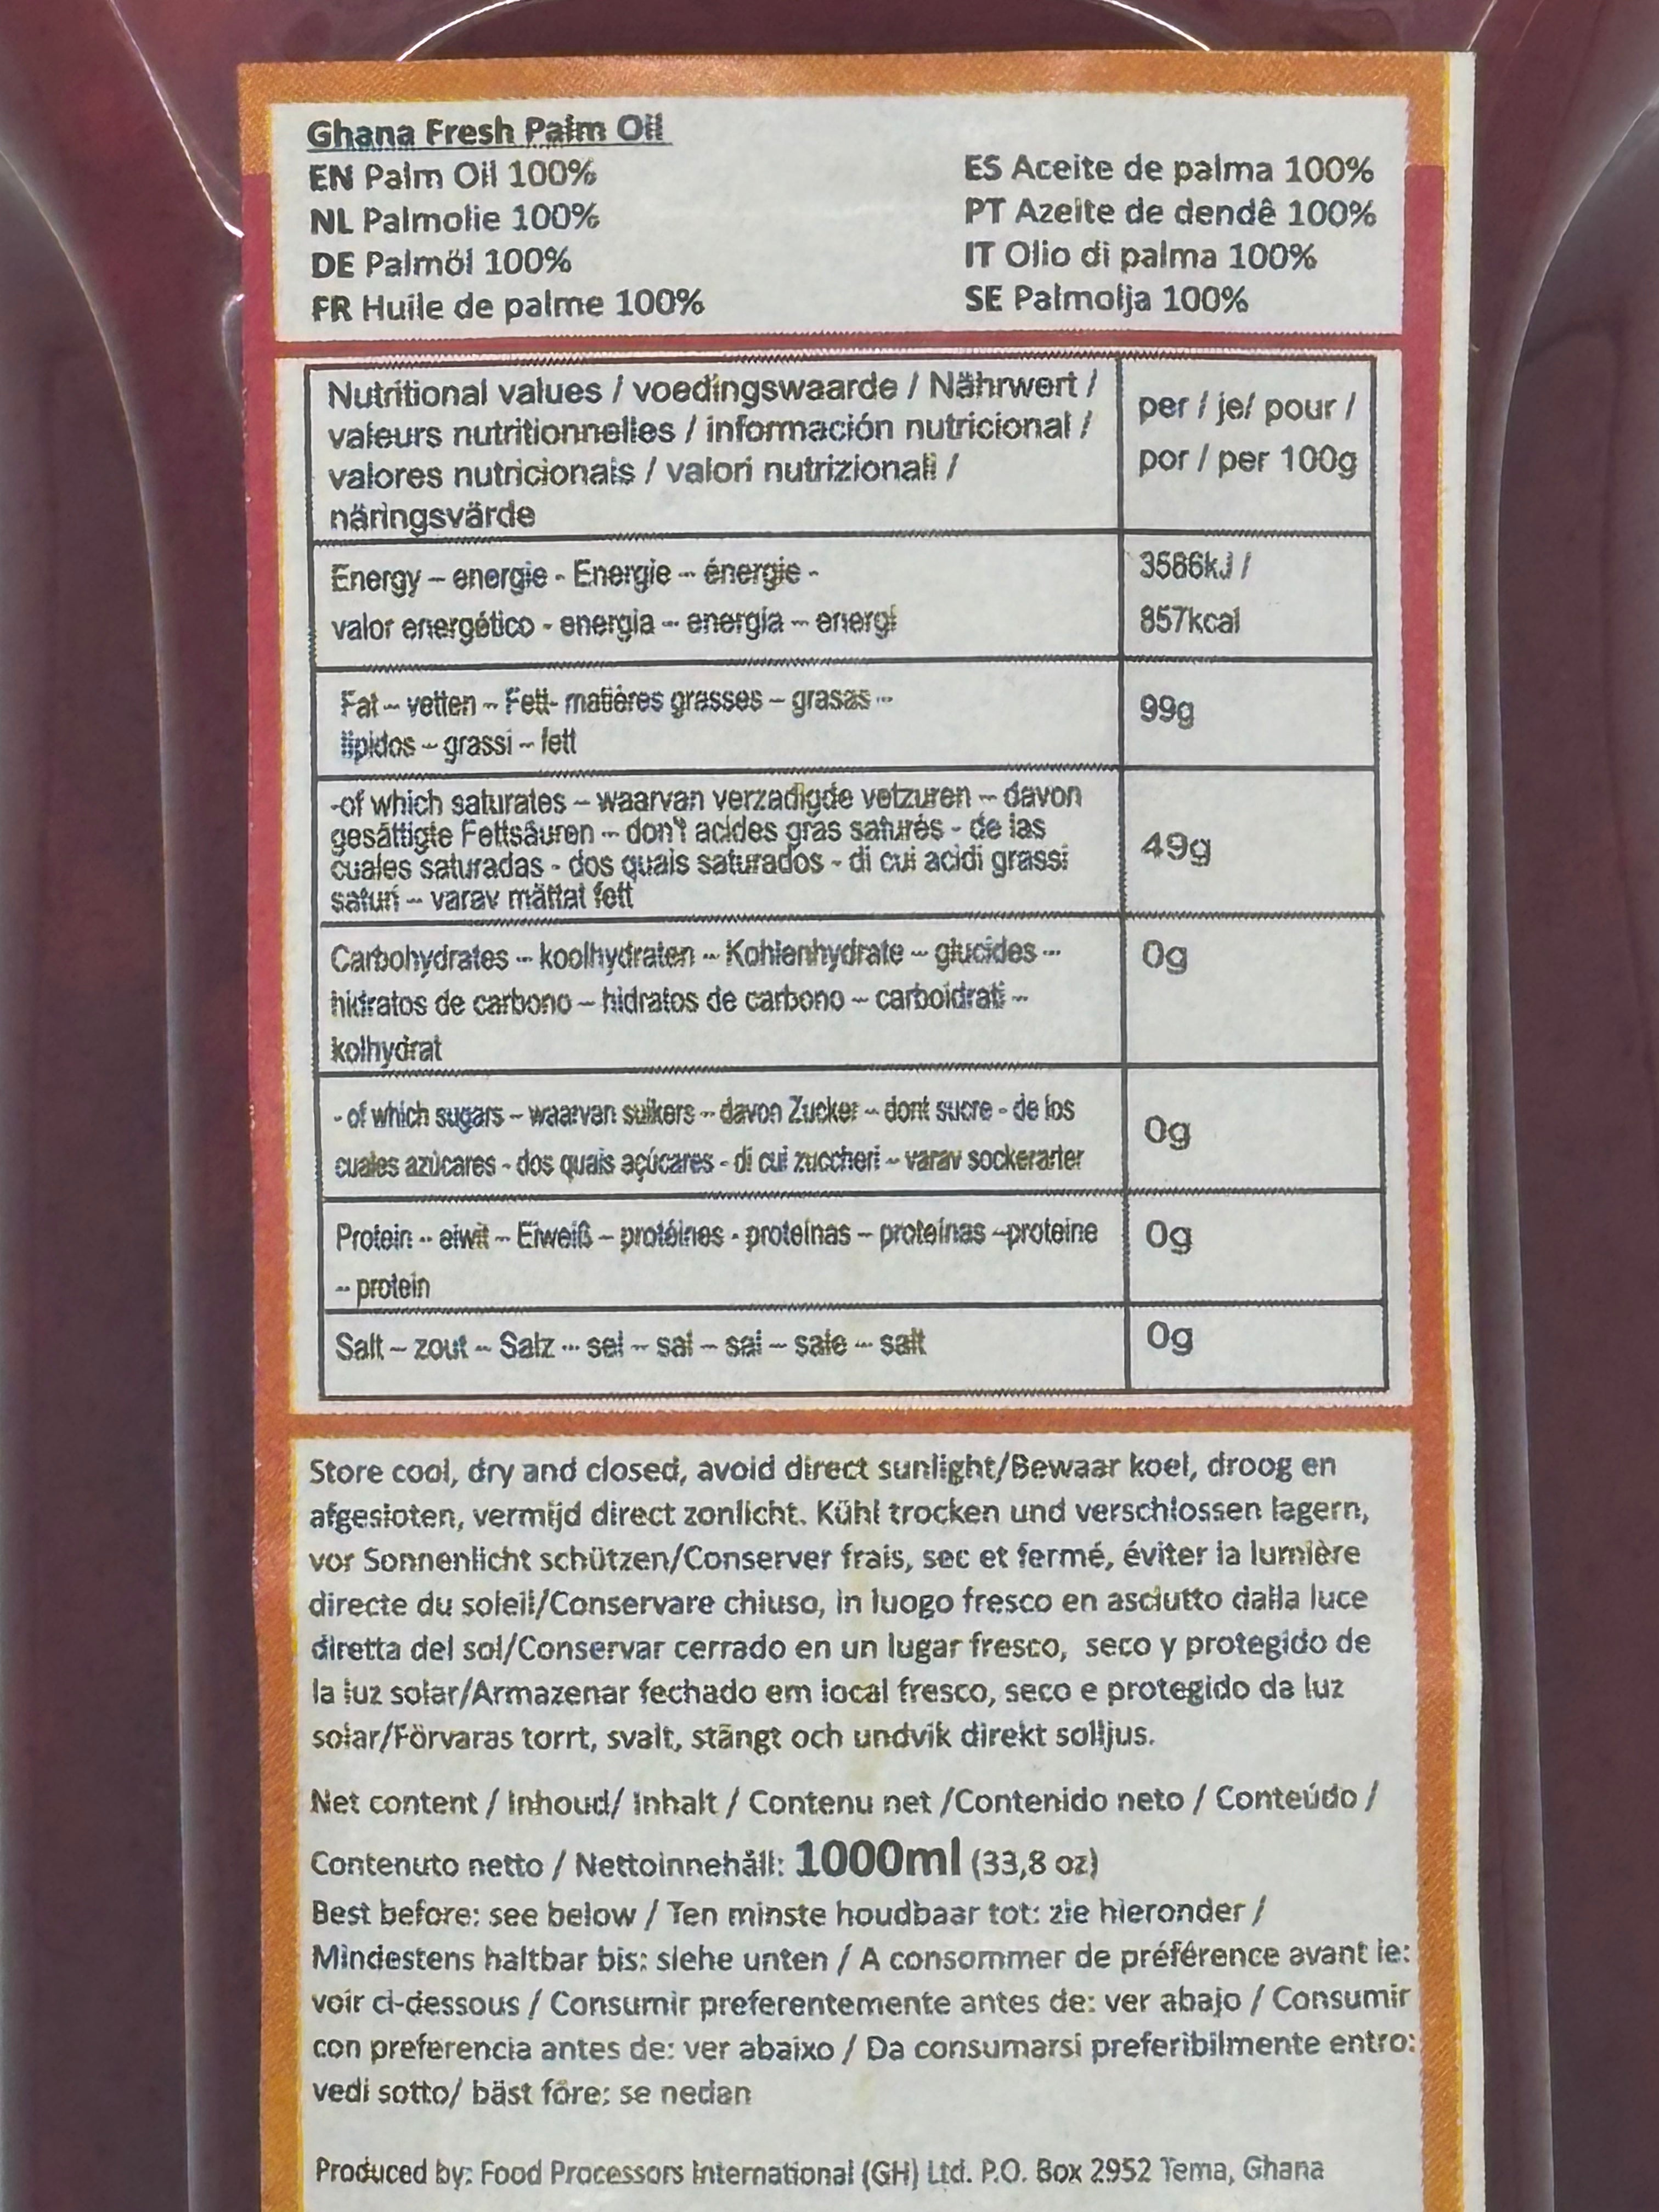 Ghana Fresh Palm Oil
EN Palm Oil 100%
NL Palmolie 100%
DE Palmöl 100%
FR Huile de palme 100%
ES Aceite de palma 100%
PT Azeite de dendê 100%
IT Olio di palma 100%
SE Palmolja 100%
Nutritional values / voedingswaarde / Nährwert /
valeurs nutritionnelles / información nutricional /
valores nutricionais / valori nutrizionali /
näringsvärde
per / je/ pour /
por / per 100g
Energy – energie - Energie – énergie -
valor energético - energia – energía – energi
3586kJ /
857kcal
Fat – vetten – Fett- matières grasses – grasas –
lipidos – grassi – fett
99g
-of which saturates – waarvan verzadigde vetzuren – davon
gesättigte Fettsäuren – don't acides gras saturés - de las
cuales saturadas - dos quais saturados - di cui acidi grassi
saturi – varav mättat fett
49g
Carbohydrates – koolhydraten – Kohlenhydrate – glucides –
hidratos de carbono – hidratos de carbono – carboidrati –
kolhydrat
0g
- of which sugars – waarvan suikers – davon Zucker – dont sucre - de los
cuales azúcares - dos quais açúcares - di cui zuccheri – varav sockerarter
0g
Protein – eiwit – Eiweiß – protéines - proteínas – proteínas –proteine
– protein
0g
Salt – zout – Salz – sel – sal – sal – sale – salt
0g
Store cool, dry and closed, avoid direct sunlight/Bewaar koel, droog en
afgesloten, vermijd direct zonlicht. Kühl trocken und verschlossen lagern,
vor Sonnenlicht schützen/Conserver frais, sec et fermé, éviter la lumière
directe du soleil/Conservare chiuso, in luogo fresco en asciutto dalla luce
diretta del sol/Conservar cerrado en un lugar fresco, seco y protegido de
la luz solar/Armazenar fechado em local fresco, seco e protegido da luz
solar/Förvaras torrt, svalt, stängt och undvik direkt solljus.
Net content / Inhoud/ Inhalt / Contenu net /Contenido neto / Conteúdo /
Contenuto netto / Nettoinnehåll: 1000ml (33,8 oz)
Best before: see below / Ten minste houdbaar tot: zie hieronder /
Mindestens haltbar bis: siehe unten / A consommer de préférence avant le:
voir ci-dessous / Consumir preferentemente antes de: ver abajo / Consumir
con preferencia antes de: ver abaixo / Da consumarsi preferibilmente entro:
vedi sotto/ bäst före: se nedan
Produced by: Food Processors International (GH) Ltd. P.O. Box 2952 Tema, Ghana